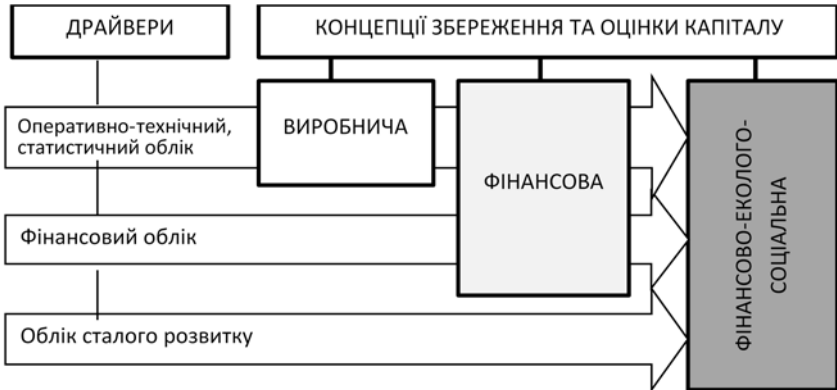 ДРАЙВЕРИ
КОНЦЕПЦІЇ ЗБЕРЕЖЕННЯ ТА ОЦІНКИ КАПІТАЛУ
Оперативно-технічний,
статистичний облік
ВИРОБНИЧА
ФІНАНСОВА
ФІНАНСОВО-ЕКОЛОГО-
СОЦІАЛЬНА
Фінансовий облік
Облік сталого розвитку